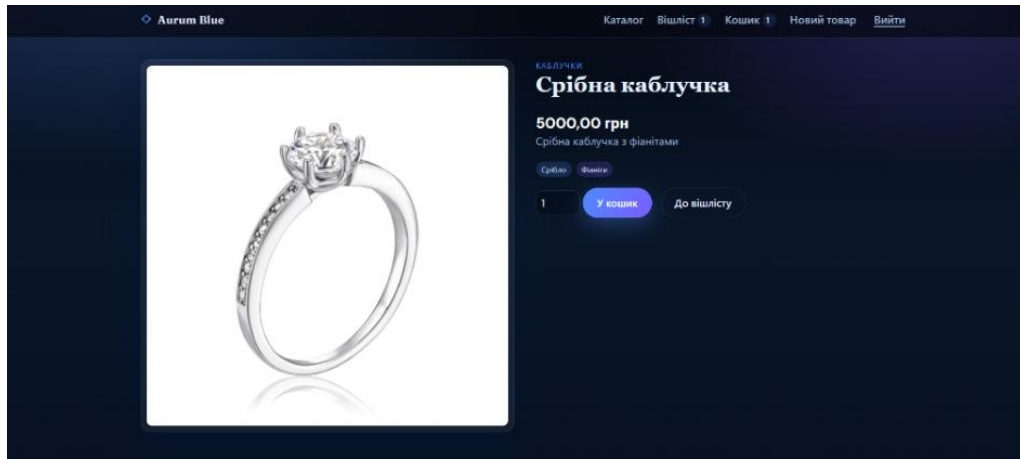 Aurum Blue
Каталог Вішліст 1 Кошик 1 Новий товар Вийти
КАБЛУЧКИ
Срібна каблучка
5000,00 грн
Срібна каблучка з фіанітами
Срібло Фіаніти
1 У кошик До вішлісту